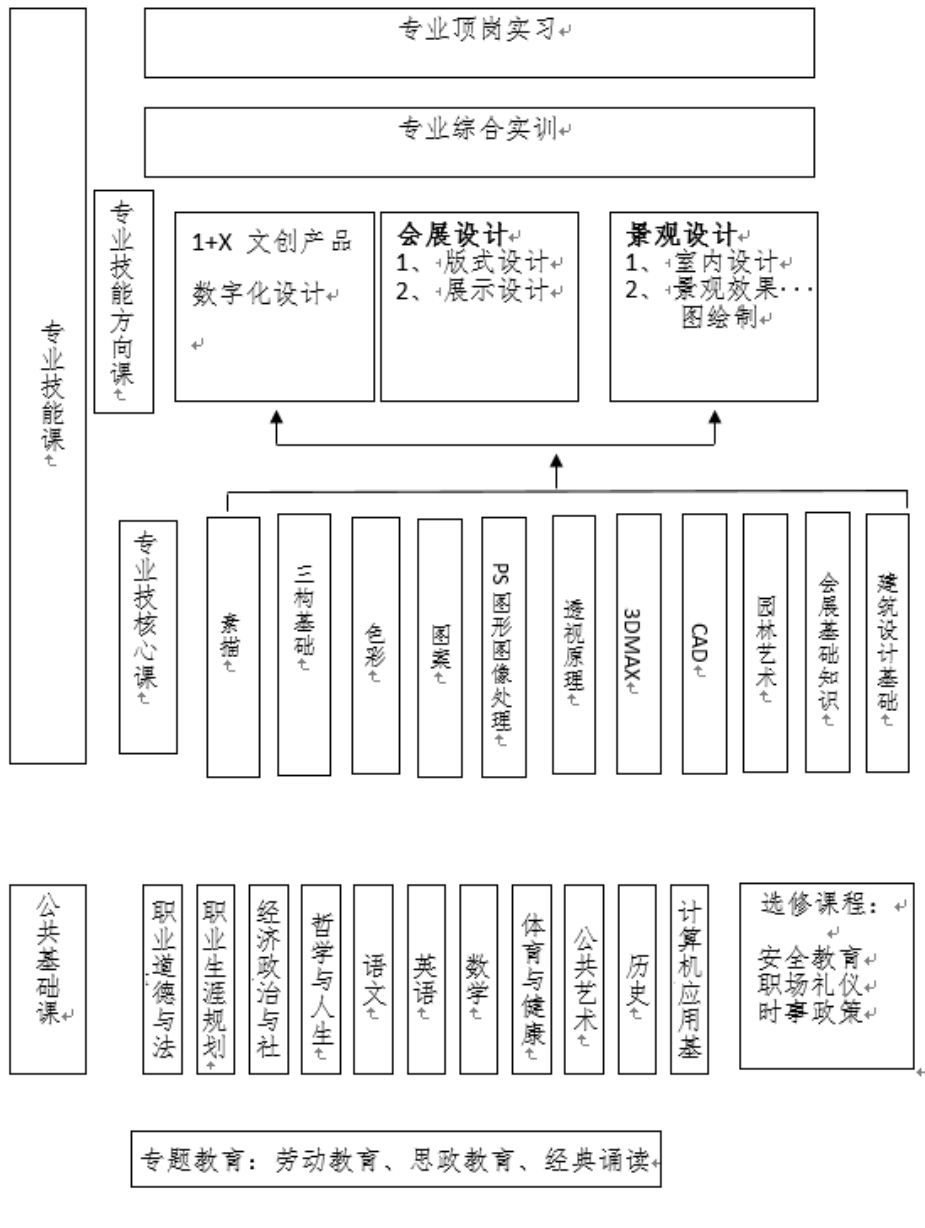 专业顶岗实习
专业综合实训
专业技能课
专业技能方向课
1+X 文创产品
数字化设计
会展设计
1、版式设计
2、展示设计
景观设计
1、室内设计
2、景观效果···
图绘制
专业技核心课
素描
三构基础
色彩
图案
PS 图形图像处理
透视原理
3DMAX
CAD
园林艺术
会展基础知识
建筑设计基础
公共基础课
职业道德与法
职业生涯规划
经济政治与社
哲学与人生
语文
英语
数学
体育与健康
公共艺术
历史
计算机应用基
选修课程：
安全教育
职场礼仪
时事政策
专题教育：劳动教育、思政教育、经典诵读